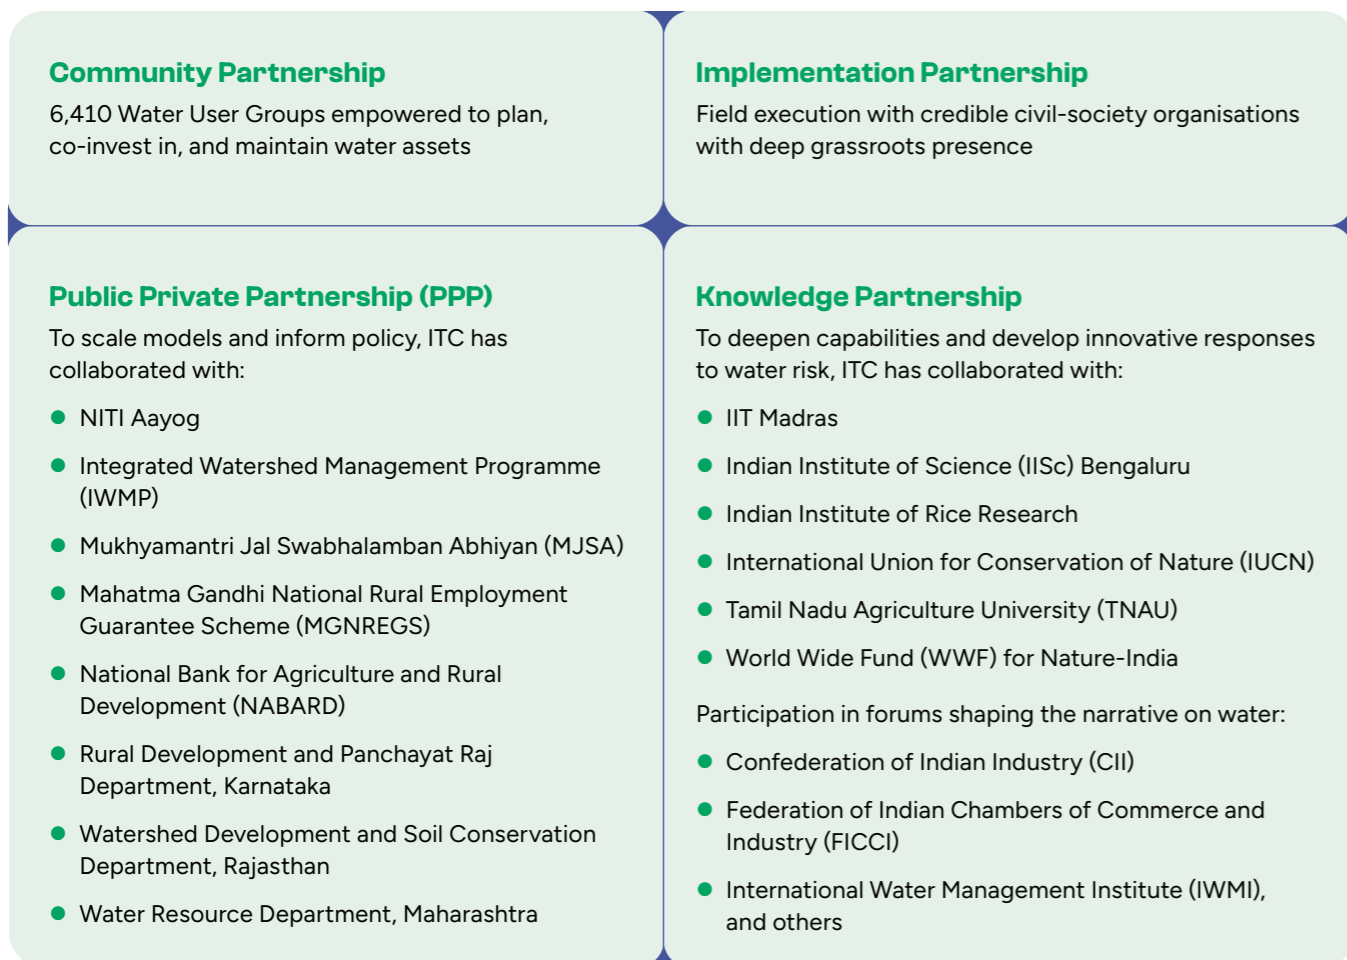 Community Partnership
6,410 Water User Groups empowered to plan,
co-invest in, and maintain water assets
Implementation Partnership
Field execution with credible civil-society organisations
with deep grassroots presence
Public Private Partnership (PPP)
To scale models and inform policy, ITC has
collaborated with:
NITI Aayog
Integrated Watershed Management Programme
(IWMP)
Mukhyamantri Jal Swabhalamban Abhiyan (MJSA)
Mahatma Gandhi National Rural Employment
Guarantee Scheme (MGNREGS)
National Bank for Agriculture and Rural
Development (NABARD)
Rural Development and Panchayat Raj
Department, Karnataka
Watershed Development and Soil Conservation
Department, Rajasthan
Water Resource Department, Maharashtra
Knowledge Partnership
To deepen capabilities and develop innovative responses
to water risk, ITC has collaborated with:
IIT Madras
Indian Institute of Science (IISc) Bengaluru
Indian Institute of Rice Research
International Union for Conservation of Nature (IUCN)
Tamil Nadu Agriculture University (TNAU)
World Wide Fund (WWF) for Nature-India
Participation in forums shaping the narrative on water:
Confederation of Indian Industry (CII)
Federation of Indian Chambers of Commerce and
Industry (FICCI)
International Water Management Institute (IWMI),
and others